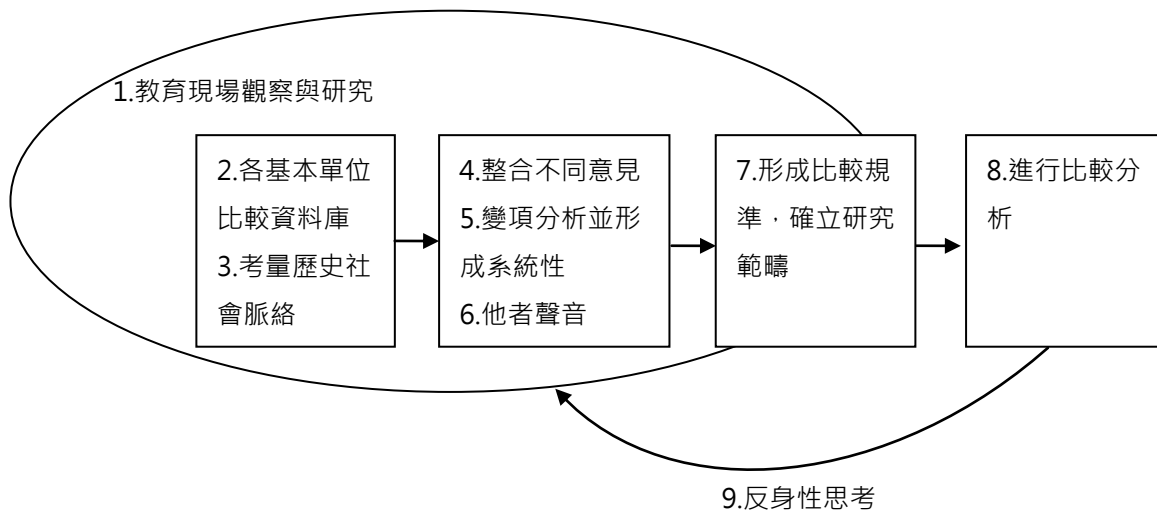 1.教育現場觀察與研究
2.各基本單位
比較資料庫
3.考量歷史社
會脈絡
4.整合不同意見
5.變項分析並形
成系統性
6.他者聲音
7.形成比較規
準，確立研究
範疇
8.進行比較分
析
9.反身性思考